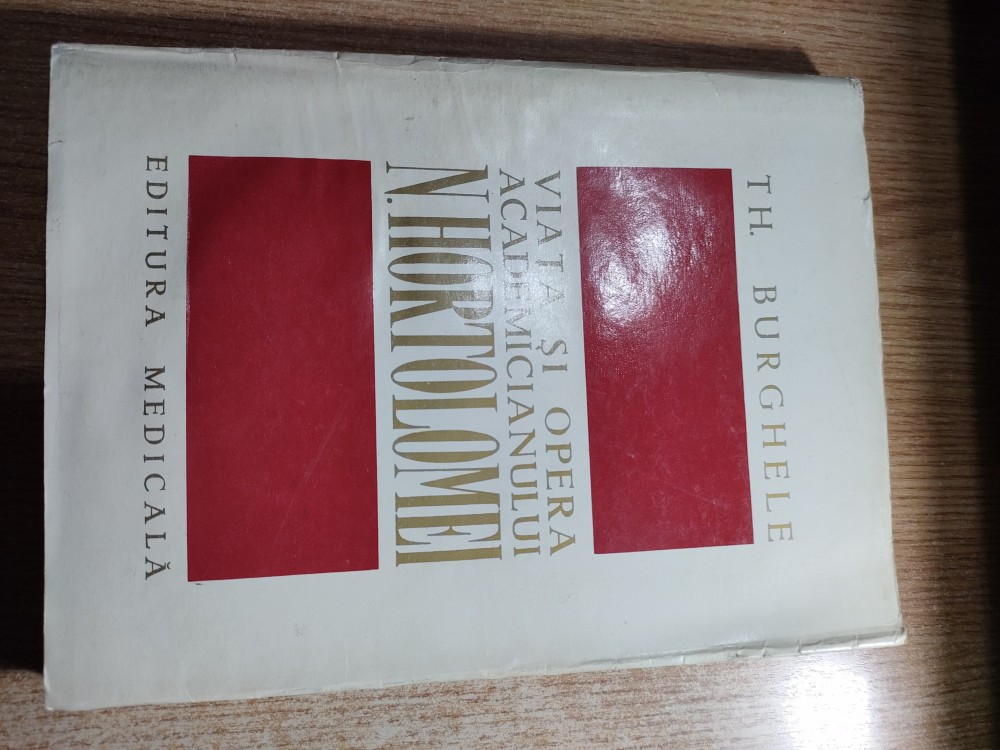 TH. BURGHELE
VIAȚA ȘI OPERA
ACADEMICIANULUI
N. HORTOLOMEI
EDITURA MEDICALĂ